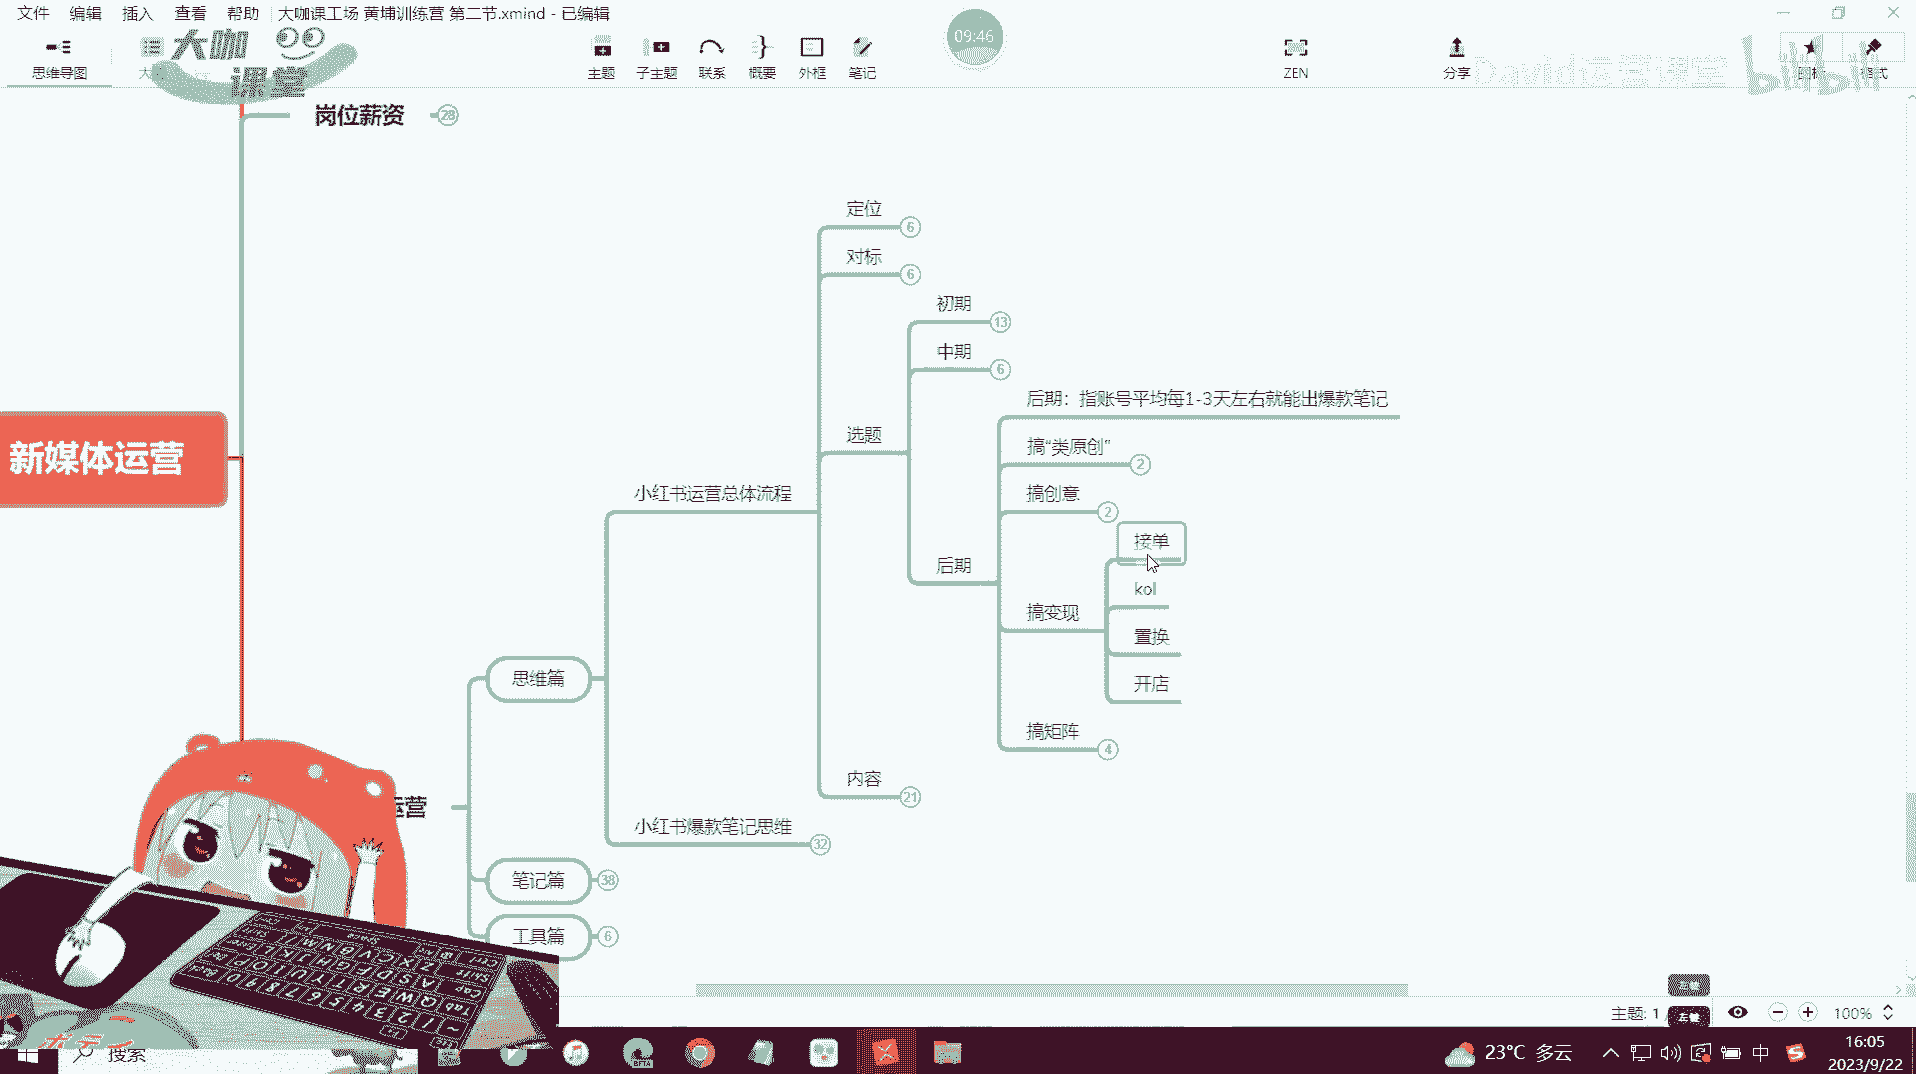 文件 编辑 插入 查看 帮助 大咖课工场 黄埔训练营 第二节.xmind - 已编辑
大咖
课堂
思维导图
主题 子主题 联系 概要 外框 笔记
09:46
ZEN
分享
David运营课堂
bilibili
岗位薪资 28
定位 6
对标 6
初期 13
中期 6
后期：指账号平均每1-3天左右就能出爆款笔记
选题
搞“类原创” 2
新媒体运营
小红书运营总体流程
搞创意 2
接单
后期
kol
搞变现
置换
思维篇
开店
搞矩阵 4
内容 21
运营
小红书爆款笔记思维 32
笔记篇 38
工具篇 6
主题: 1
左键
100%
搜索
BETA
23°C 多云
中
16:05
2023/9/22